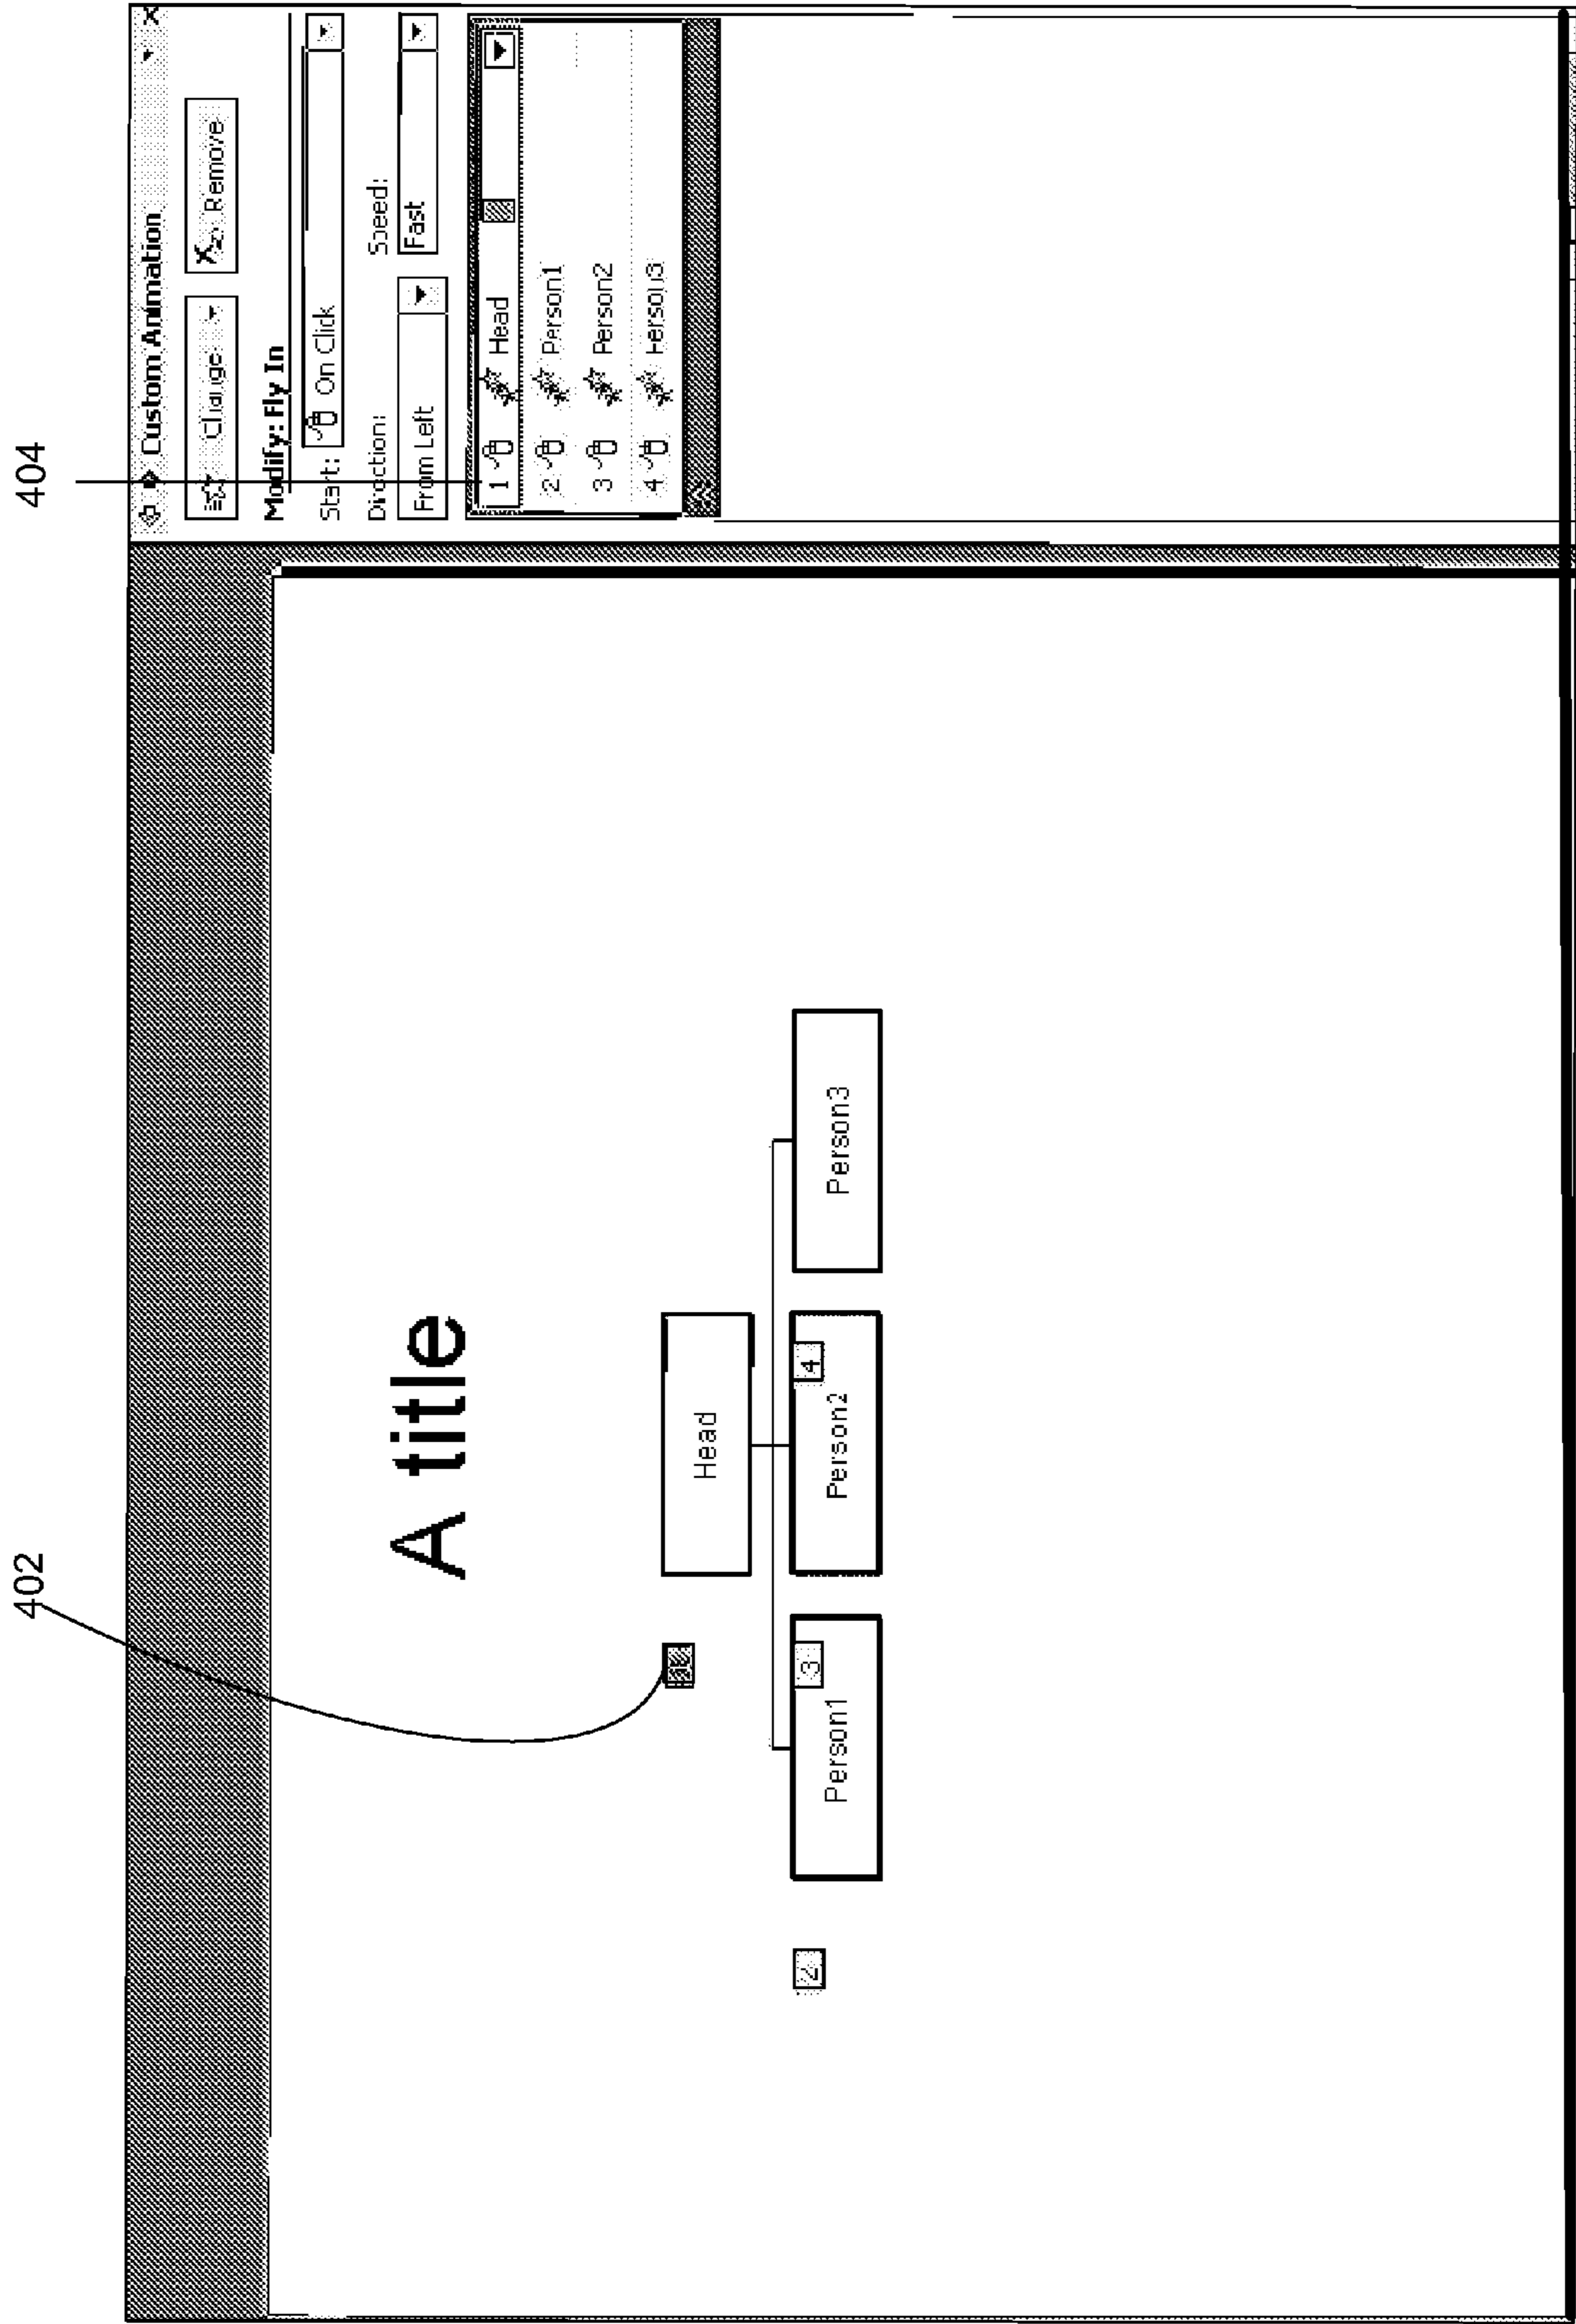 402
404
Custom Animation
Change
Remove
Modify: Fly In
Start:
On Click
Direction:
Speed:
From Left
Fast
1 Head
2 Person1
3 Person2
4 Person3
A title
Head
2
Person1
3
Person2
4
Person3